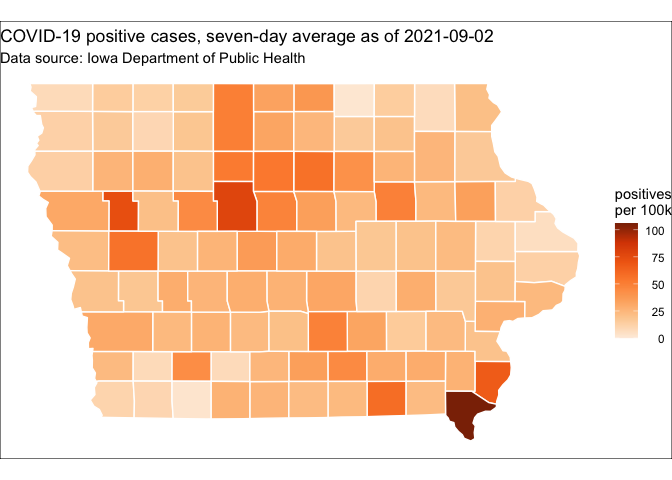 COVID-19 positive cases, seven-day average as of 2021-09-02
Data source: Iowa Department of Public Health
positives
per 100k
100
75
50
25
0